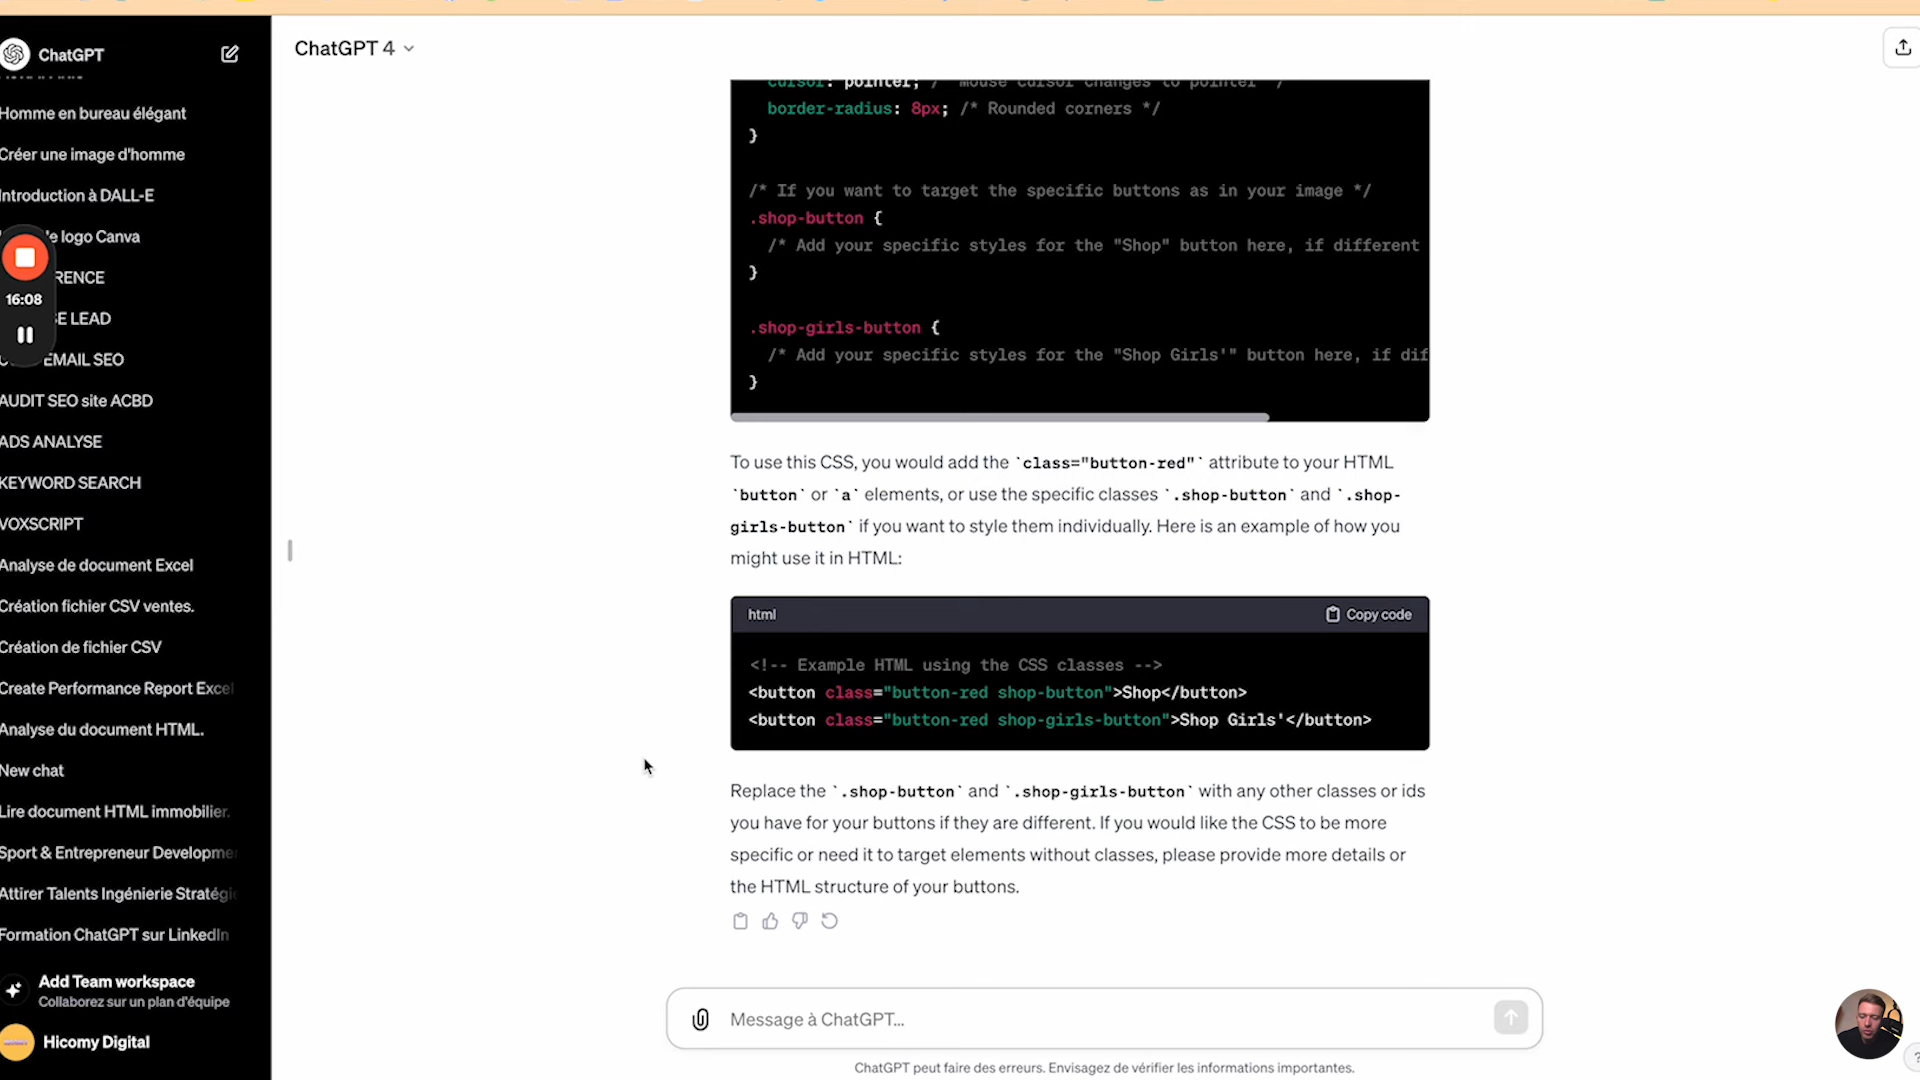 ChatGPT
Homme en bureau élégant
Créer une image d'homme
Introduction à DALL-E
logo Canva
16:08
SE LEAD
EMAIL SEO
AUDIT SEO site ACBD
ADS ANALYSE
KEYWORD SEARCH
VOXSCRIPT
Analyse de document Excel
Création fichier CSV ventes.
Création de fichier CSV
Create Performance Report Excel
Analyse du document HTML.
New chat
Lire document HTML immobilier.
Sport & Entrepreneur Developme
Attirer Talents Ingénierie Stratégi
Formation ChatGPT sur LinkedIn
Add Team workspace
Collaborez sur un plan d'équipe
Hicomy Digital
ChatGPT 4
cursor: pointer; /* Mouse cursor changes to pointer */
border-radius: 8px; /* Rounded corners */
}
/* If you want to target the specific buttons as in your image */
.shop-button {
/* Add your specific styles for the "Shop" button here, if different
}
.shop-girls-button {
/* Add your specific styles for the "Shop Girls'" button here, if dif
}
To use this CSS, you would add the `class="button-red"` attribute to your HTML
`button` or `a` elements, or use the specific classes `.shop-button` and `.shop-
girls-button` if you want to style them individually. Here is an example of how you
might use it in HTML:
html
Copy code
<!-- Example HTML using the CSS classes -->
<button class="button-red shop-button">Shop</button>
<button class="button-red shop-girls-button">Shop Girls'</button>
Replace the `.shop-button` and `.shop-girls-button` with any other classes or ids
you have for your buttons if they are different. If you would like the CSS to be more
specific or need it to target elements without classes, please provide more details or
the HTML structure of your buttons.
Message à ChatGPT...
ChatGPT peut faire des erreurs. Envisagez de vérifier les informations importantes.
?